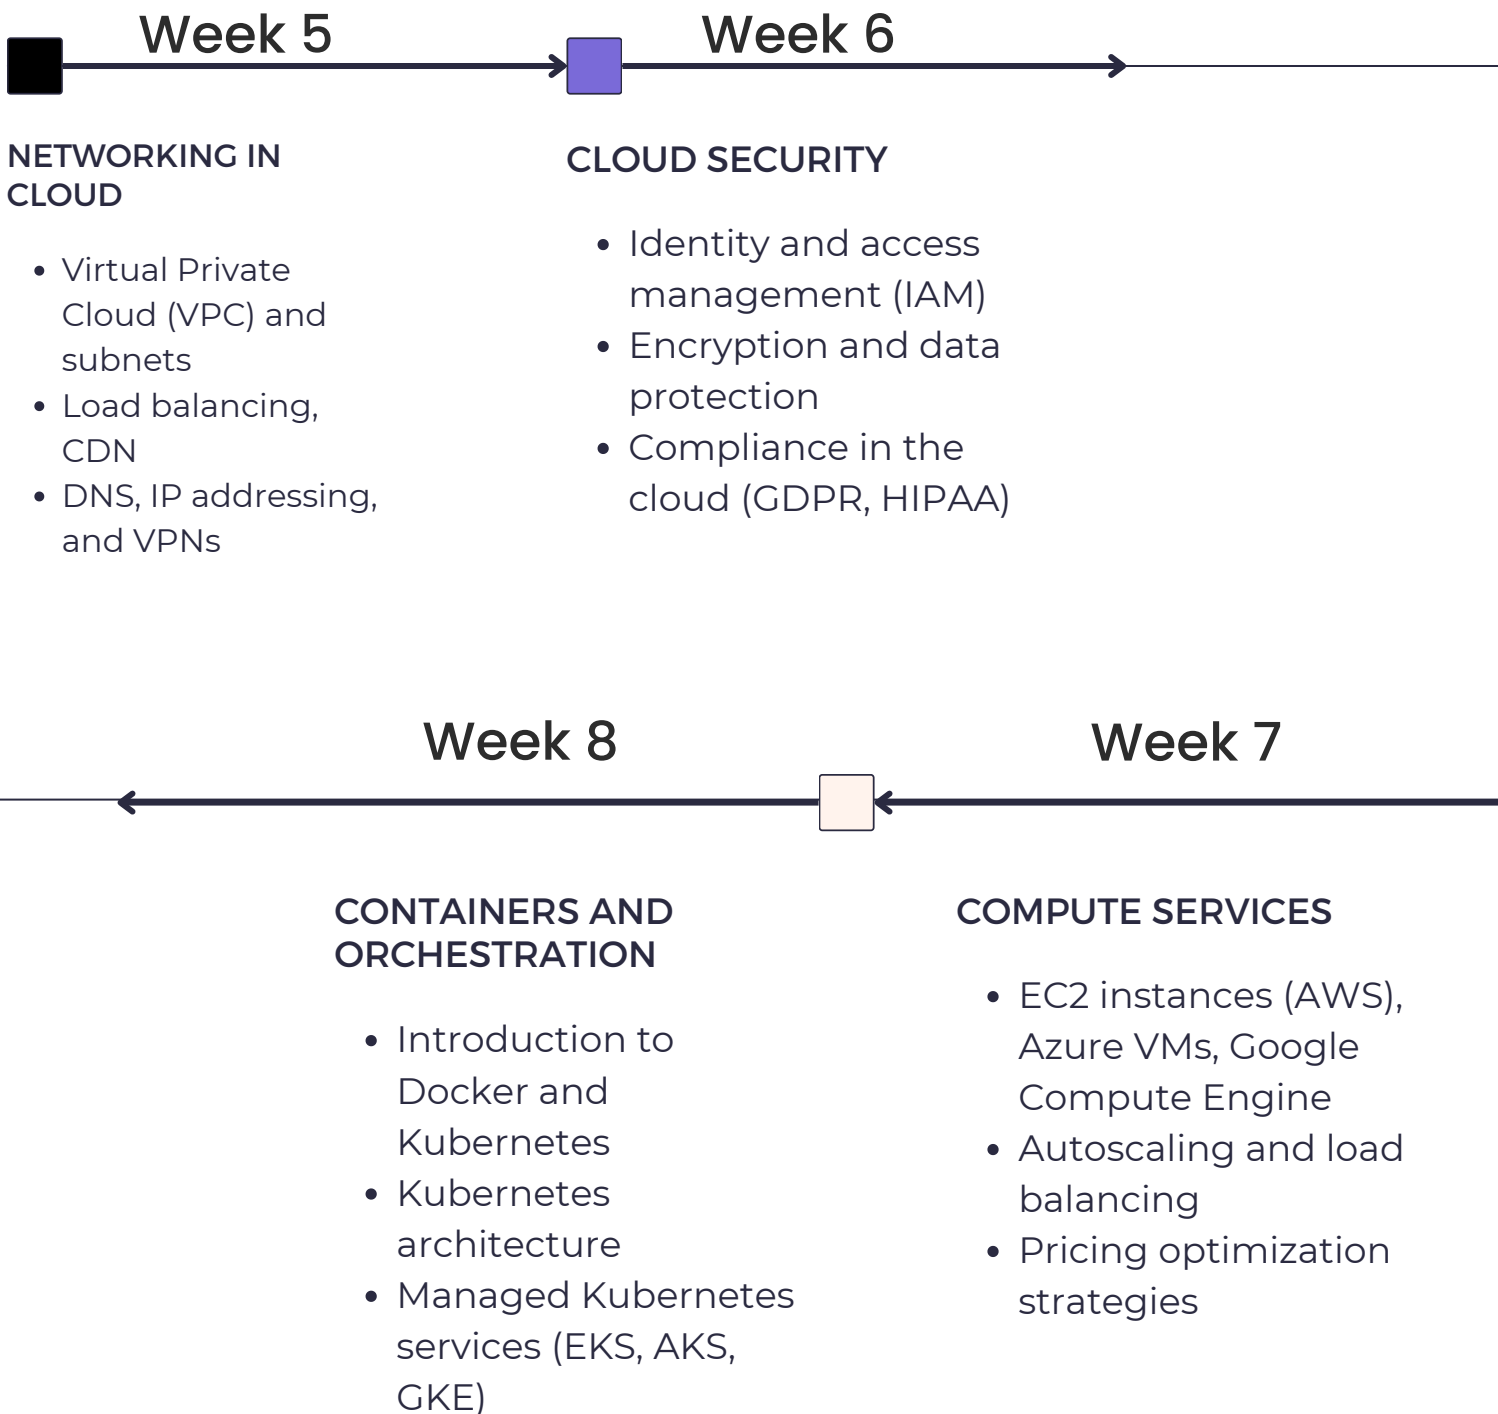 Week 5
NETWORKING IN
CLOUD
• Virtual Private
Cloud (VPC) and
subnets
• Load balancing,
CDN
• DNS, IP addressing,
and VPNs
Week 6
CLOUD SECURITY
• Identity and access
management (IAM)
• Encryption and data
protection
• Compliance in the
cloud (GDPR, HIPAA)
Week 7
COMPUTE SERVICES
• EC2 instances (AWS),
Azure VMs, Google
Compute Engine
• Autoscaling and load
balancing
• Pricing optimization
strategies
Week 8
CONTAINERS AND
ORCHESTRATION
• Introduction to
Docker and
Kubernetes
• Kubernetes
architecture
• Managed Kubernetes
services (EKS, AKS,
GKE)